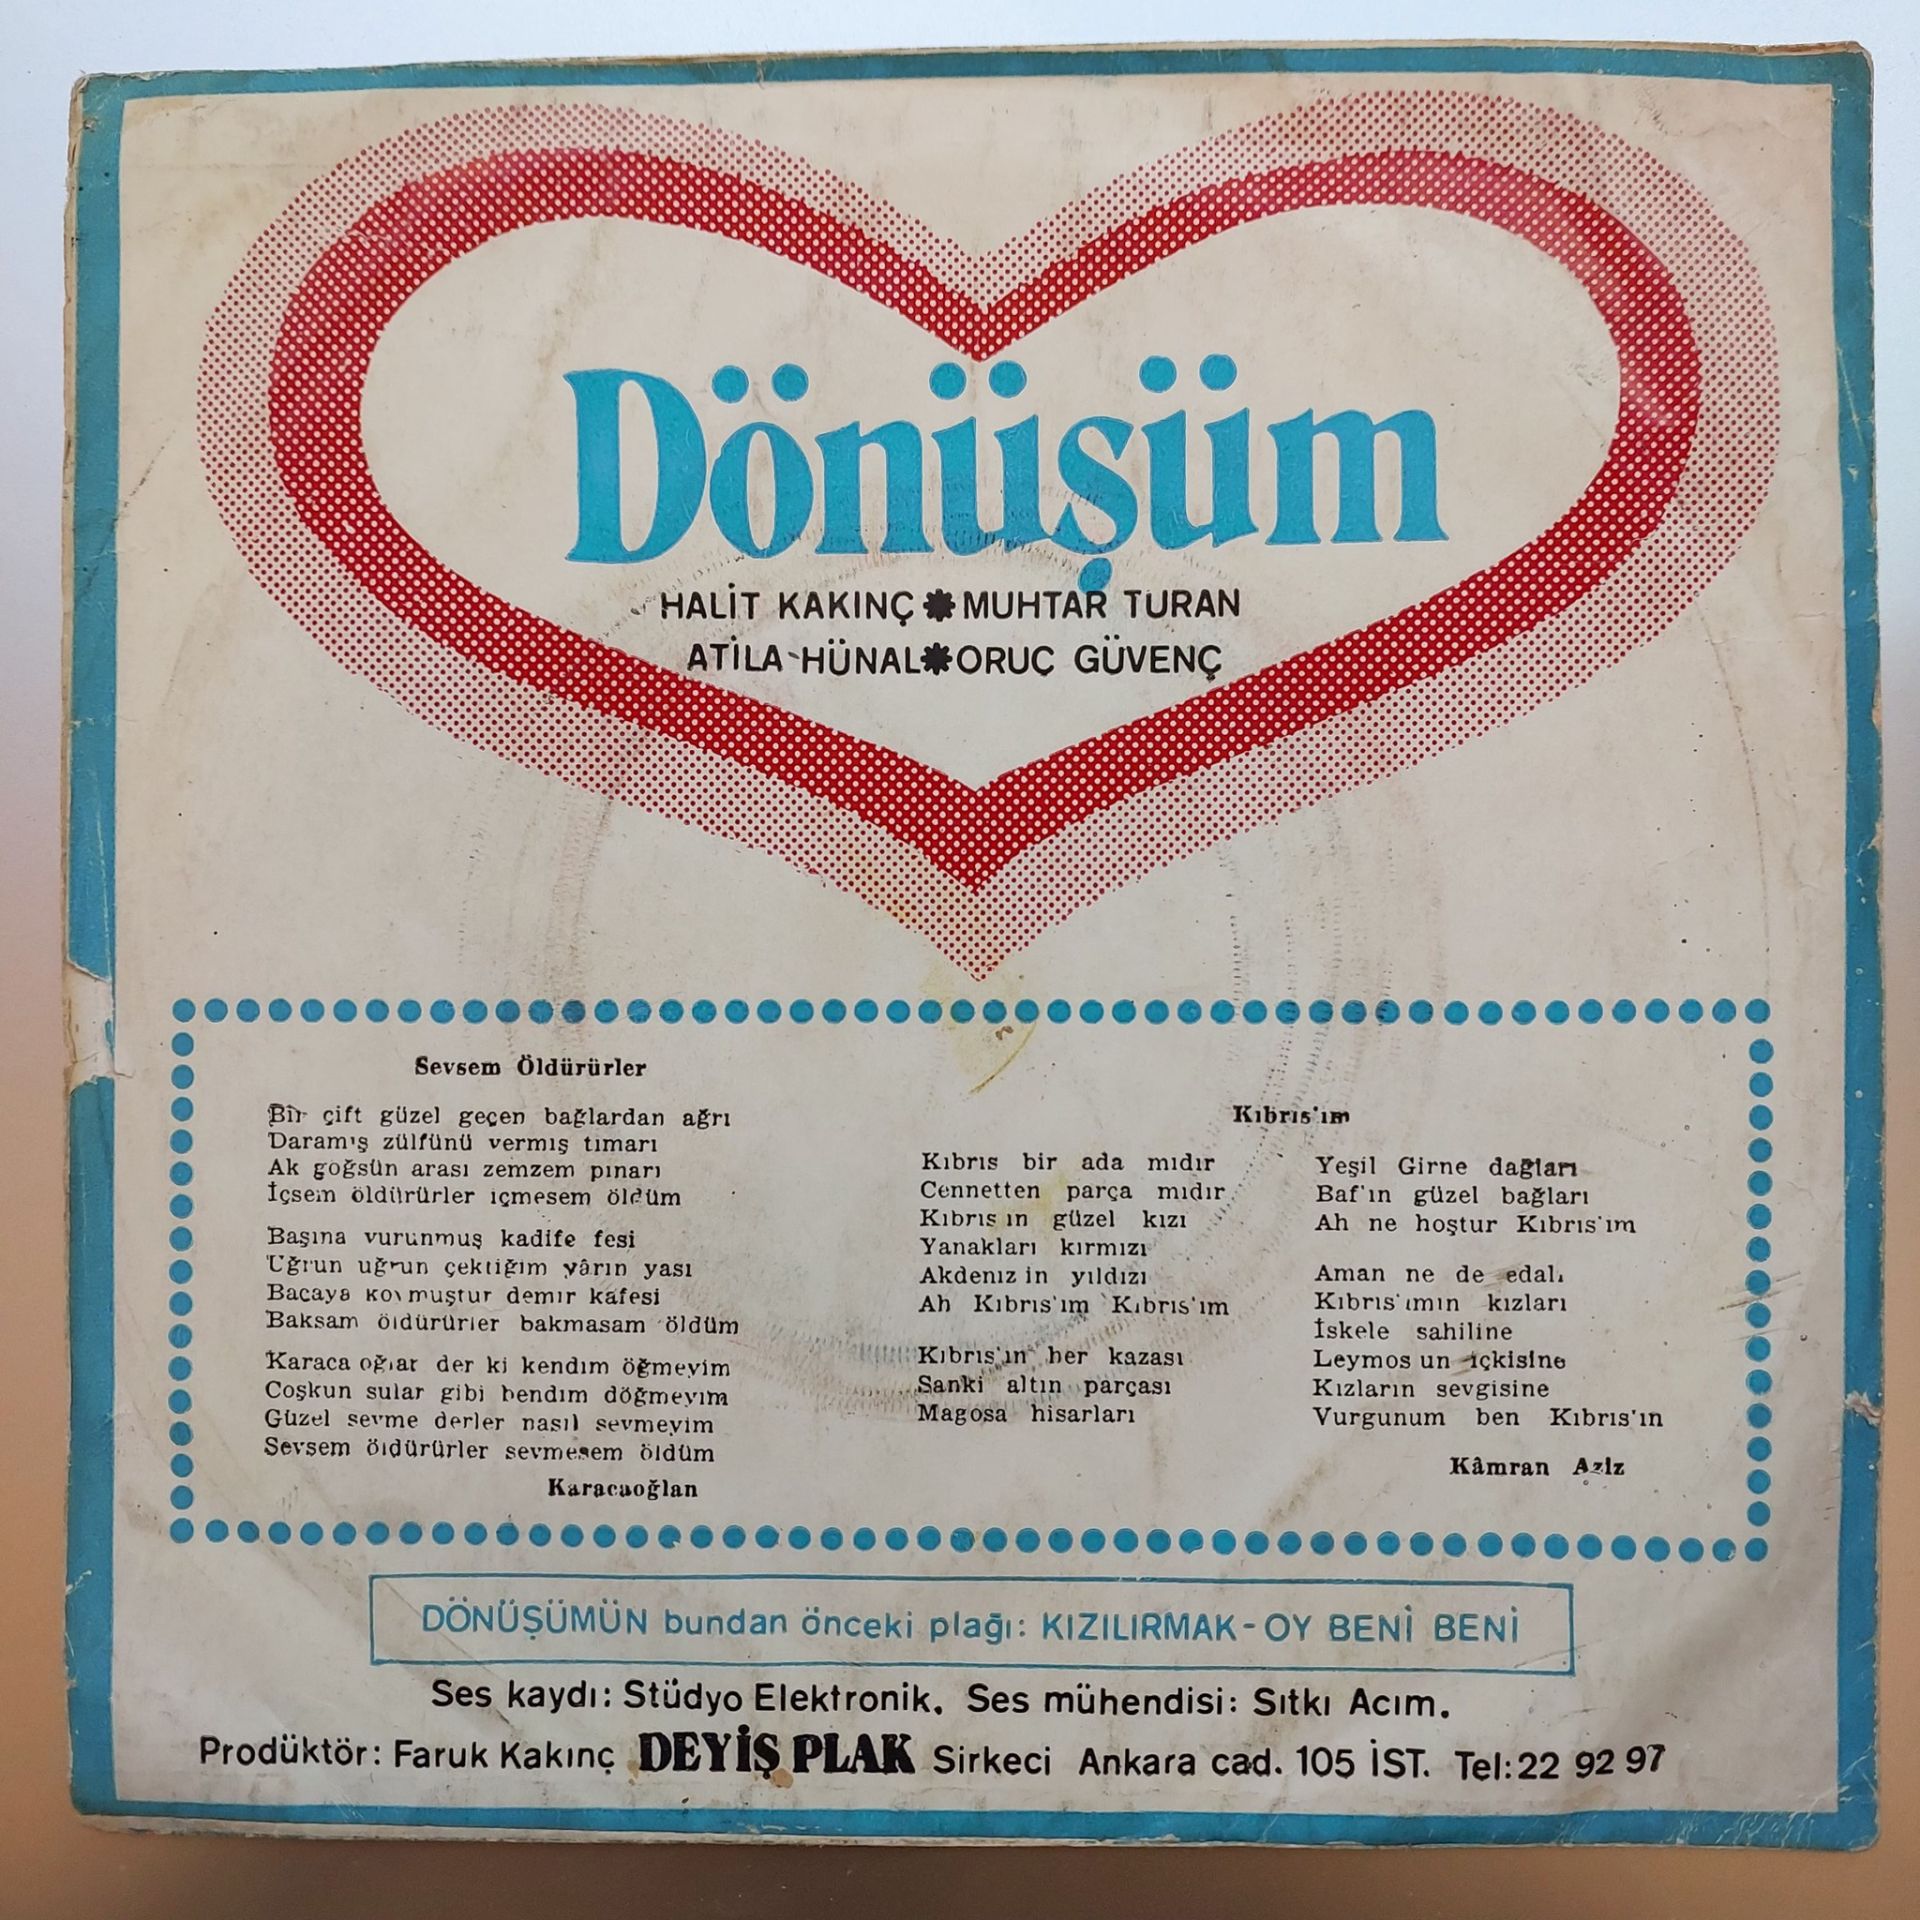 Dönüşüm
HALİT KAKINÇ * MUHTAR TURAN
ATİLA HÜNAL * ORUC GÜVENÇ
Sevsem Öldürürler
Bir çift güzel geçen bağlardan ağrı
Daramış zülfünü vermış tımarı
Ak göğsün arası zemzem pınarı
İçsem öldürürler ıçmesem öldüm
Başına vurunmuş kadife fesi
Uğrun uğrun çektiğim yârin yası
Bacaya koymuştur demir kafesi
Baksam öldürürler bakmasam öldüm
Karaca oğlar der ki kendım öğmeyim
Coşkun sular gibi bendım döğmeyim
Güzel sevme derler nasıl sevmeyim
Sevsem öldürürler sevmesem öldüm
Karacaoğlan
Kıbrıs'ım
Kıbrıs bir ada mıdır
Cennetten parça mıdır
Kıbrıs ın güzel kızı
Yanakları kırmızı
Akdeniz in yıldızı
Ah Kıbrıs'ım Kıbrıs'ım
Kıbrıs'ın her kazası
Sanki altın parçası
Magosa hisarları
Yeşil Girne dağları
Baf'ın güzel bağları
Ah ne hoştur Kıbrıs'ım
Aman ne de edalı
Kıbrıs'ımın kızları
İskele sahiline
Leymos un içkisine
Kızların sevgisine
Vurgunum ben Kıbrıs'ın
Kâmran Aziz
DÖNÜŞÜMÜN bundan önceki plağı: KIZILIRMAK - OY BENİ BENİ
Ses kaydı: Stüdyo Elektronik. Ses mühendisi: Sıtkı Acım.
Prodüktör: Faruk Kakınç DEYİŞ PLAK Sirkeci Ankara cad. 105 İST. Tel: 22 92 97